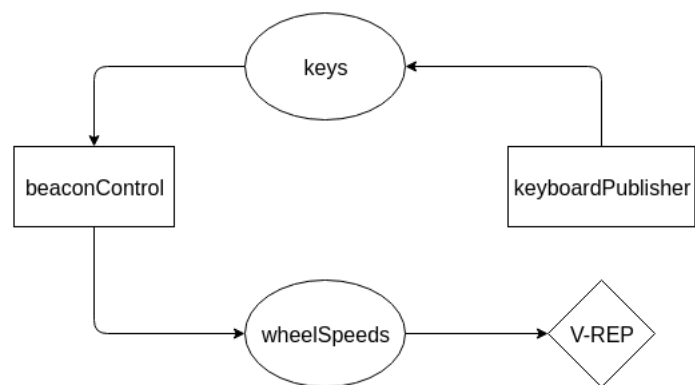 keys
beaconControl
keyboardPublisher
wheelSpeeds
V-REP